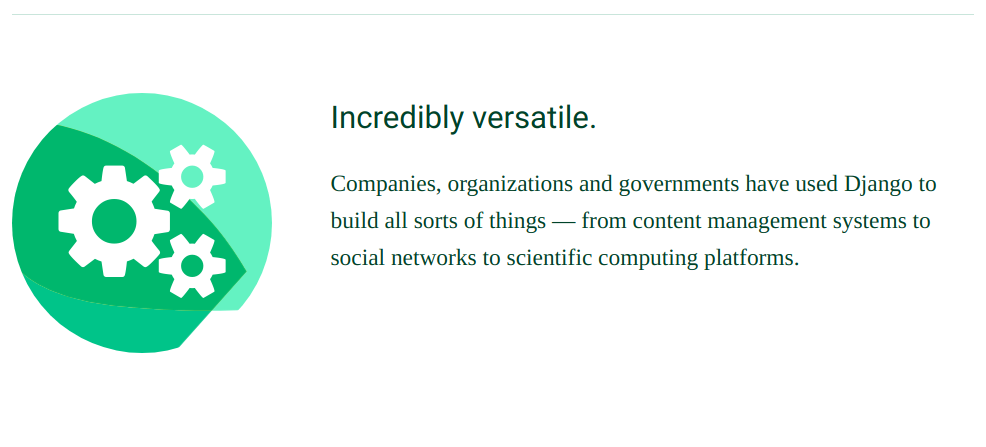 Incredibly versatile.
Companies, organizations and governments have used Django to
build all sorts of things — from content management systems to
social networks to scientific computing platforms.